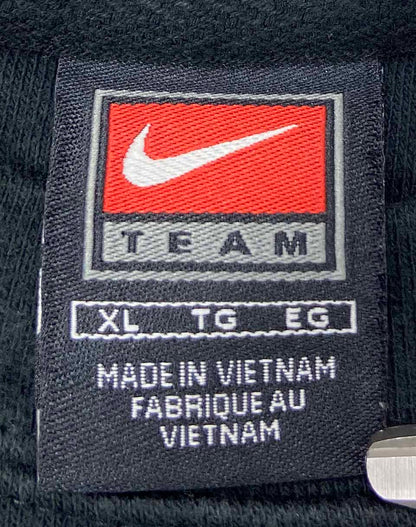 TEAM
XL TG EG
MADE IN VIETNAM
FABRIQUE AU
VIETNAM